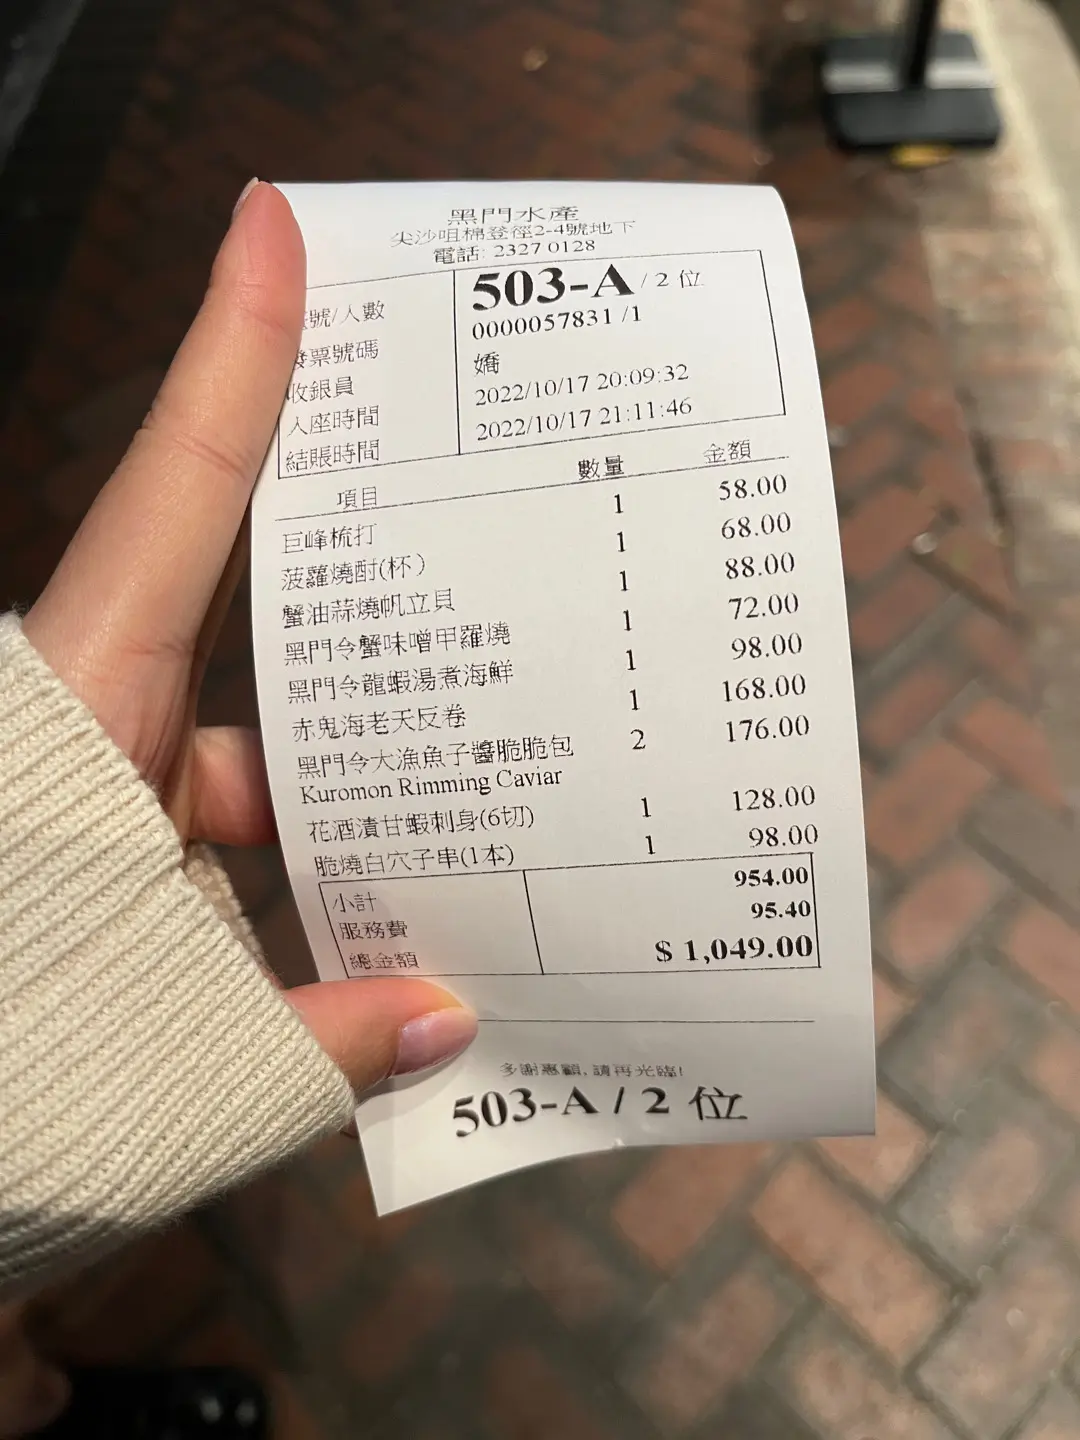 黑門水產
尖沙咀棉登徑2-4號地下
電話: 2327 0128
號/人數 503-A / 2 位
發票號碼 0000057831 /1
收銀員 嬌
入座時間 2022/10/17 20:09:32
結賬時間 2022/10/17 21:11:46
項目 數量 金額
巨峰梳打 1 58.00
菠蘿燒酎(杯) 1 68.00
蟹油蒜燒帆立貝 1 88.00
黑門令蟹味噌甲羅燒 1 72.00
黑門令龍蝦湯煮海鮮 1 98.00
赤鬼海老天反卷 1 168.00
黑門令大漁魚子醬脆脆包 2 176.00
Kuromon Rimming Caviar
花酒漬甘蝦刺身(6切) 1 128.00
脆燒白穴子串(1本) 1 98.00
小計 954.00
服務費 95.40
總金額 $ 1,049.00
多謝惠顧, 請再光臨!
503-A / 2 位